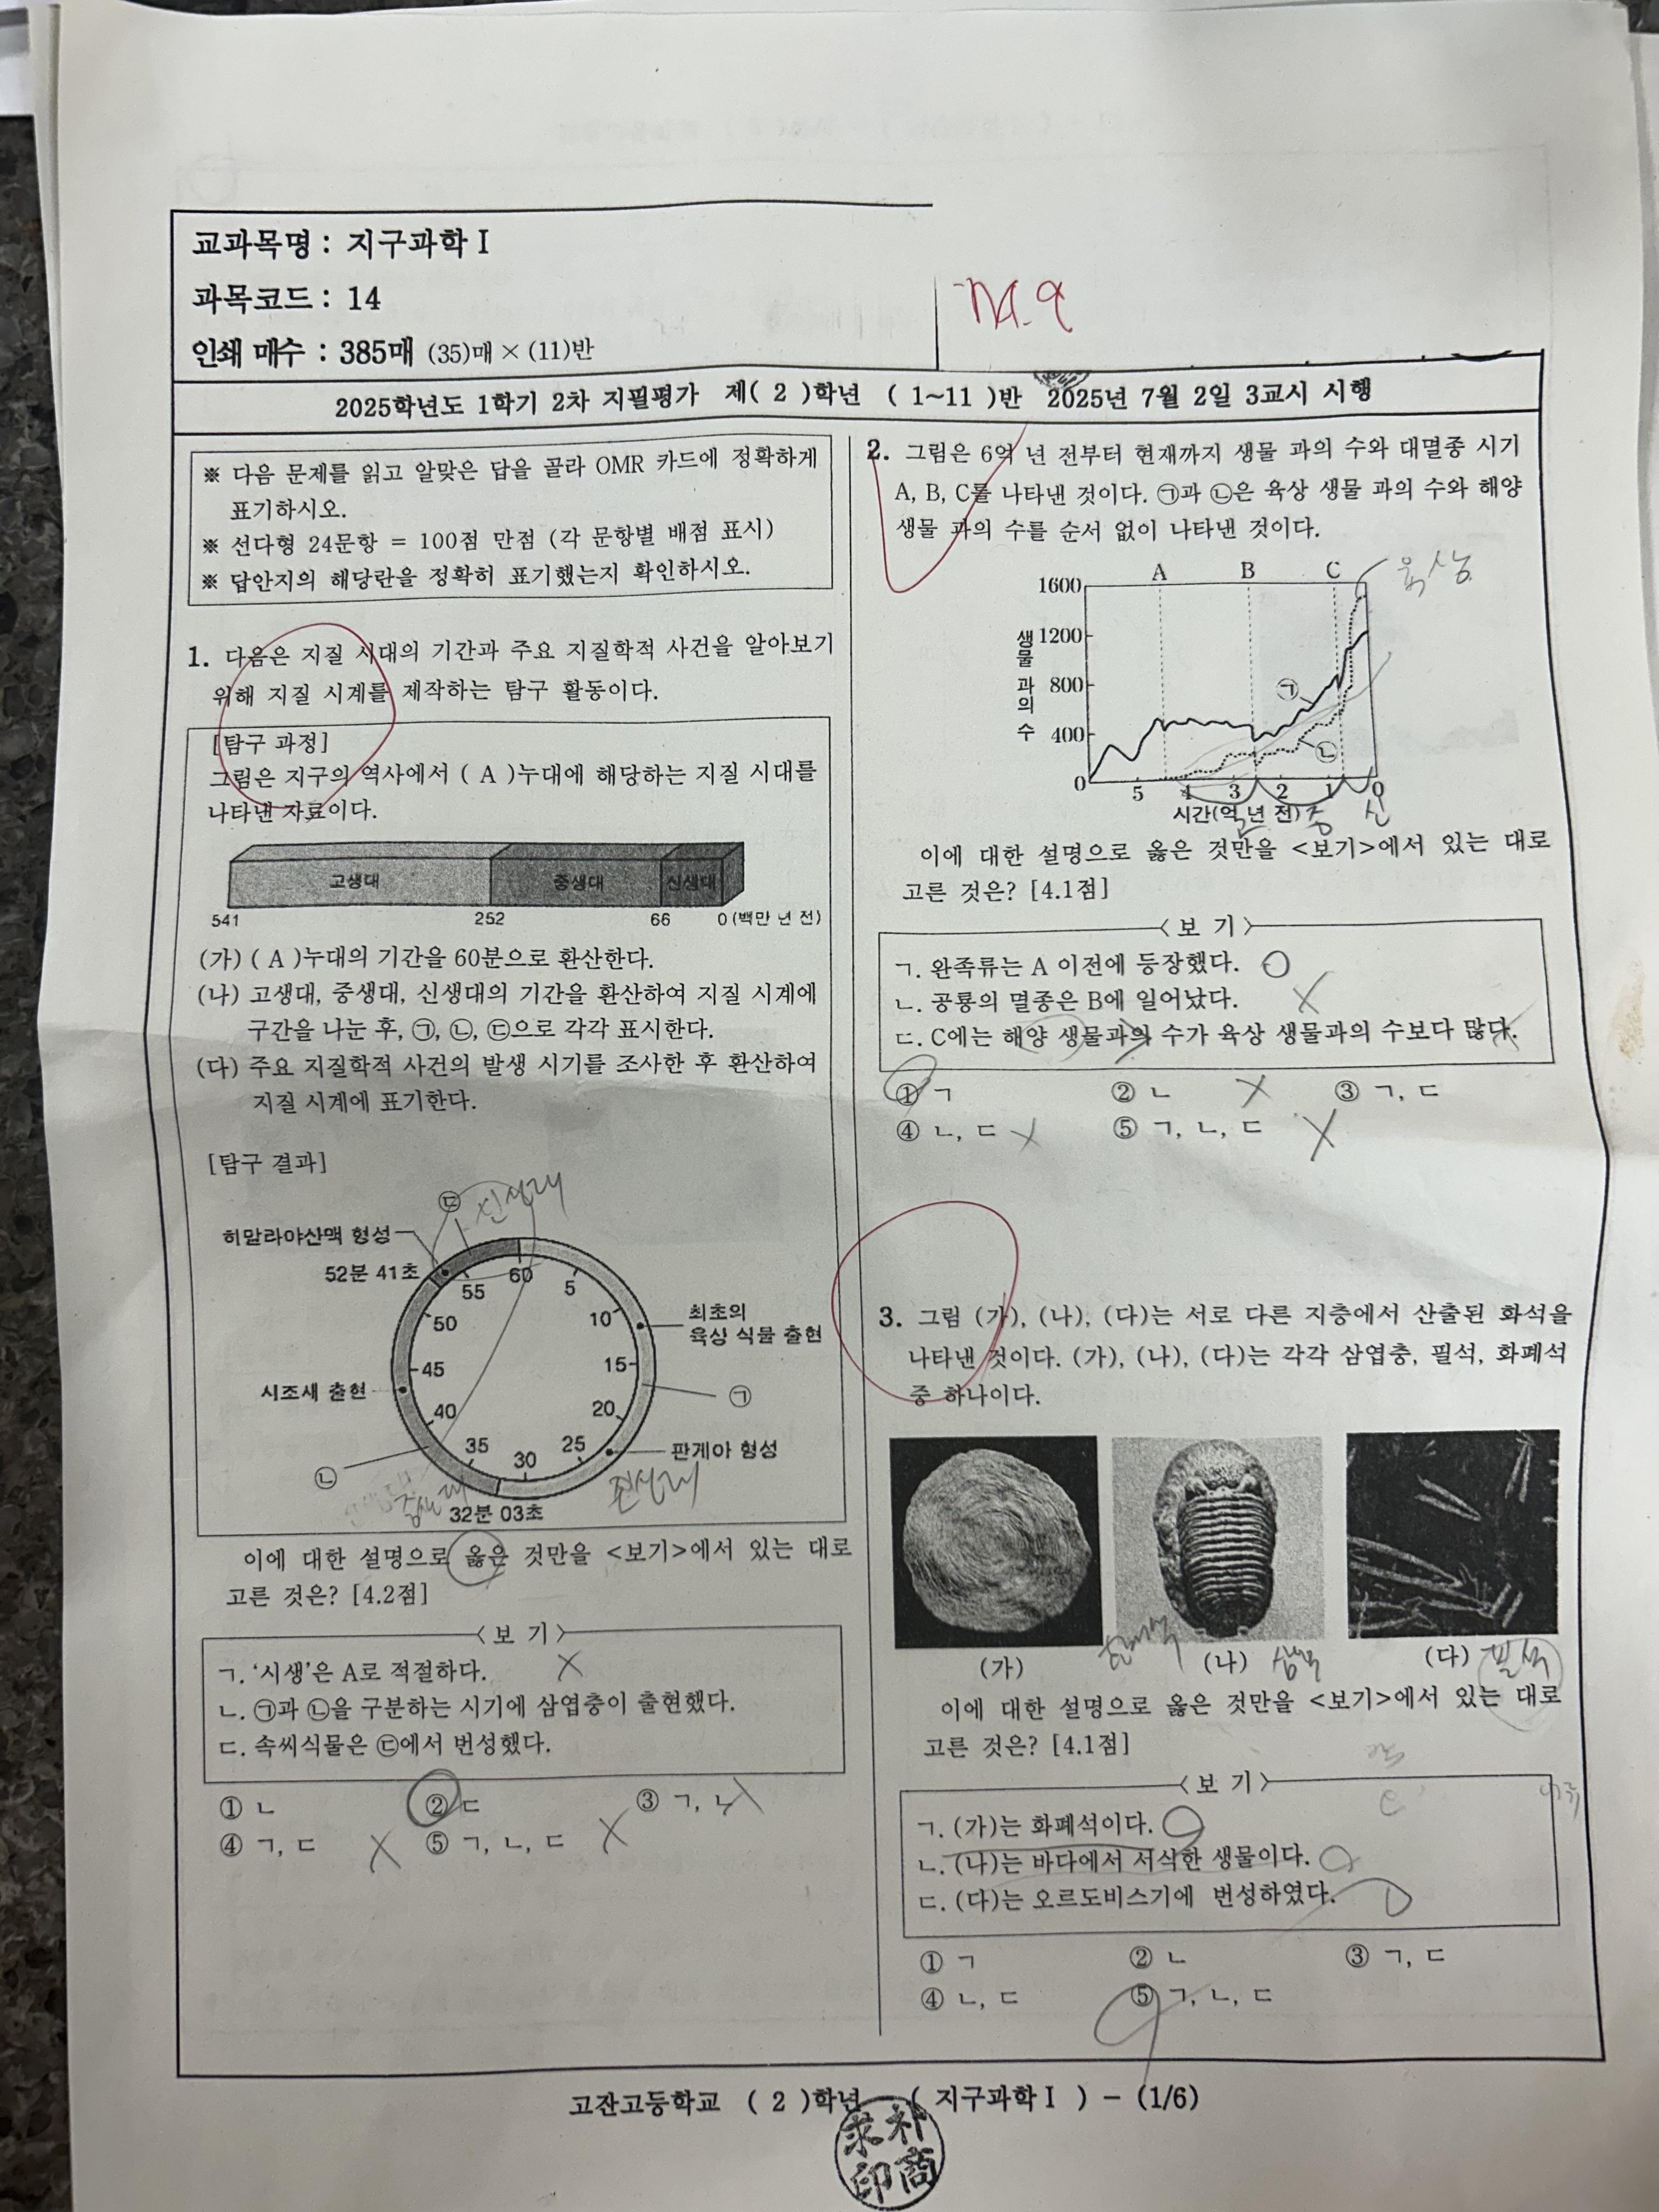 교과목명 : 지구과학 I
과목코드 : 14
인쇄 매수 : 385매 (35)매 × (11)반
2025학년도 1학기 2차 지필평가 제( 2 )학년 ( 1~11 )반 2025년 7월 2일 3교시 시행
※ 다음 문제를 읽고 알맞은 답을 골라 OMR 카드에 정확하게
표기하시오.
※ 선다형 24문항 = 100점 만점 (각 문항별 배점 표시)
※ 답안지의 해당란을 정확히 표기했는지 확인하시오.
1. 다음은 지질 시대의 기간과 주요 지질학적 사건을 알아보기
위해 지질 시계를 제작하는 탐구 활동이다.
[탐구 과정]
그림은 지구의 역사에서 ( A )누대에 해당하는 지질 시대를
나타낸 자료이다.
고생대 중생대 신생대
541 252 66 0 (백만 년 전)
(가) ( A )누대의 기간을 60분으로 환산한다.
(나) 고생대, 중생대, 신생대의 기간을 환산하여 지질 시계에
구간을 나눈 후, ㉠, ㉡, ㉢으로 각각 표시한다.
(다) 주요 지질학적 사건의 발생 시기를 조사한 후 환산하여
지질 시계에 표기한다.
[탐구 결과]
㉢ 신생대
히말라야산맥 형성
52분 41초
60 5 10 15 20 25 30 35 40 45 50 55
최초의
육상 식물 출현
㉠
시조새 출현
판게아 형성
㉡
32분 03초
이에 대한 설명으로 옳은 것만을 <보기>에서 있는 대로
고른 것은? [4.2점]
<보 기>
ㄱ. ‘시생’은 A로 적절하다.
ㄴ. ㉠과 ㉡을 구분하는 시기에 삼엽충이 출현했다.
ㄷ. 속씨식물은 ㉢에서 번성했다.
① ㄴ ② ㄷ ③ ㄱ, ㄴ
④ ㄱ, ㄷ ⑤ ㄱ, ㄴ, ㄷ
2. 그림은 6억 년 전부터 현재까지 생물 과의 수와 대멸종 시기
A, B, C를 나타낸 것이다. ㉠과 ㉡은 육상 생물 과의 수와 해양
생물 과의 수를 순서 없이 나타낸 것이다.
A B C
육상
생물 과의 수
1600
1200
800
400
0
㉠
㉡
5 4 3 2 1 0
시간(억 년 전)
중 신
이에 대한 설명으로 옳은 것만을 <보기>에서 있는 대로
고른 것은? [4.1점]
<보 기>
ㄱ. 완족류는 A 이전에 등장했다.
ㄴ. 공룡의 멸종은 B에 일어났다.
ㄷ. C에는 해양 생물과의 수가 육상 생물과의 수보다 많다.
① ㄱ ② ㄴ ③ ㄱ, ㄷ
④ ㄴ, ㄷ ⑤ ㄱ, ㄴ, ㄷ
3. 그림 (가), (나), (다)는 서로 다른 지층에서 산출된 화석을
나타낸 것이다. (가), (나), (다)는 각각 삼엽충, 필석, 화폐석
중 하나이다.
(가) (나) (다) 필석
이에 대한 설명으로 옳은 것만을 <보기>에서 있는 대로
고른 것은? [4.1점]
<보 기>
ㄱ. (가)는 화폐석이다.
ㄴ. (나)는 바다에서 서식한 생물이다.
ㄷ. (다)는 오르도비스기에 번성하였다.
① ㄱ ② ㄴ ③ ㄱ, ㄷ
④ ㄴ, ㄷ ⑤ ㄱ, ㄴ, ㄷ
고잔고등학교 ( 2 )학년 ( 지구과학 I ) - (1/6)